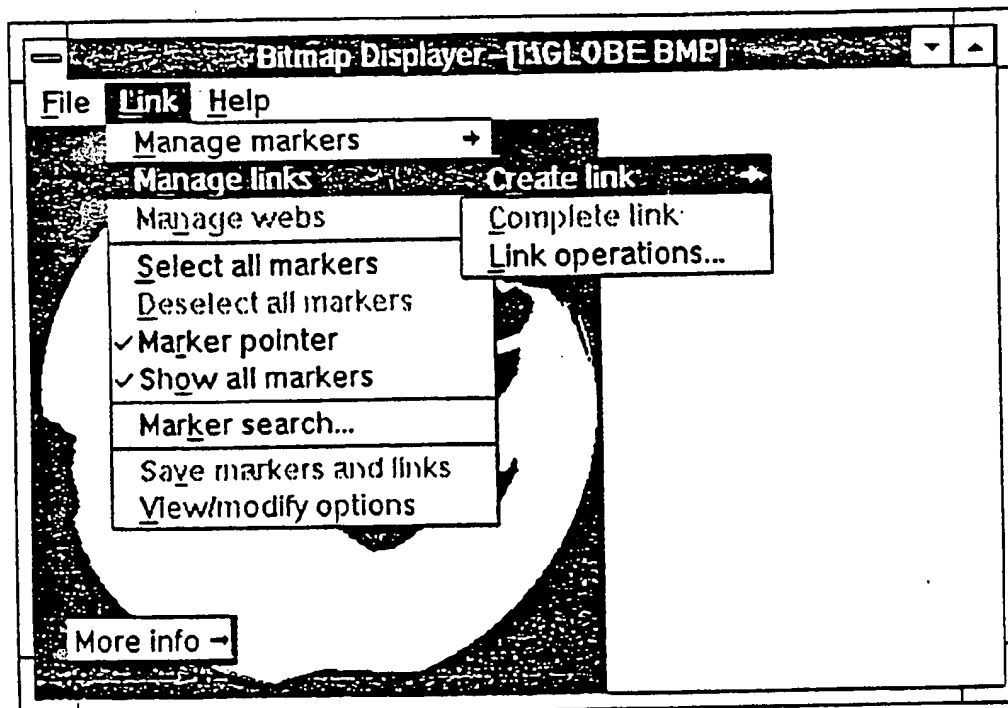 Bitmap Displayer -[I:\GLOBE.BMP]
File Link Help
Manage markers
Manage links
Create link
Manage webs
Complete link
Link operations...
Select all markers
Deselect all markers
✓Marker pointer
✓Show all markers
Marker search...
Save markers and links
View/modify options
More info →